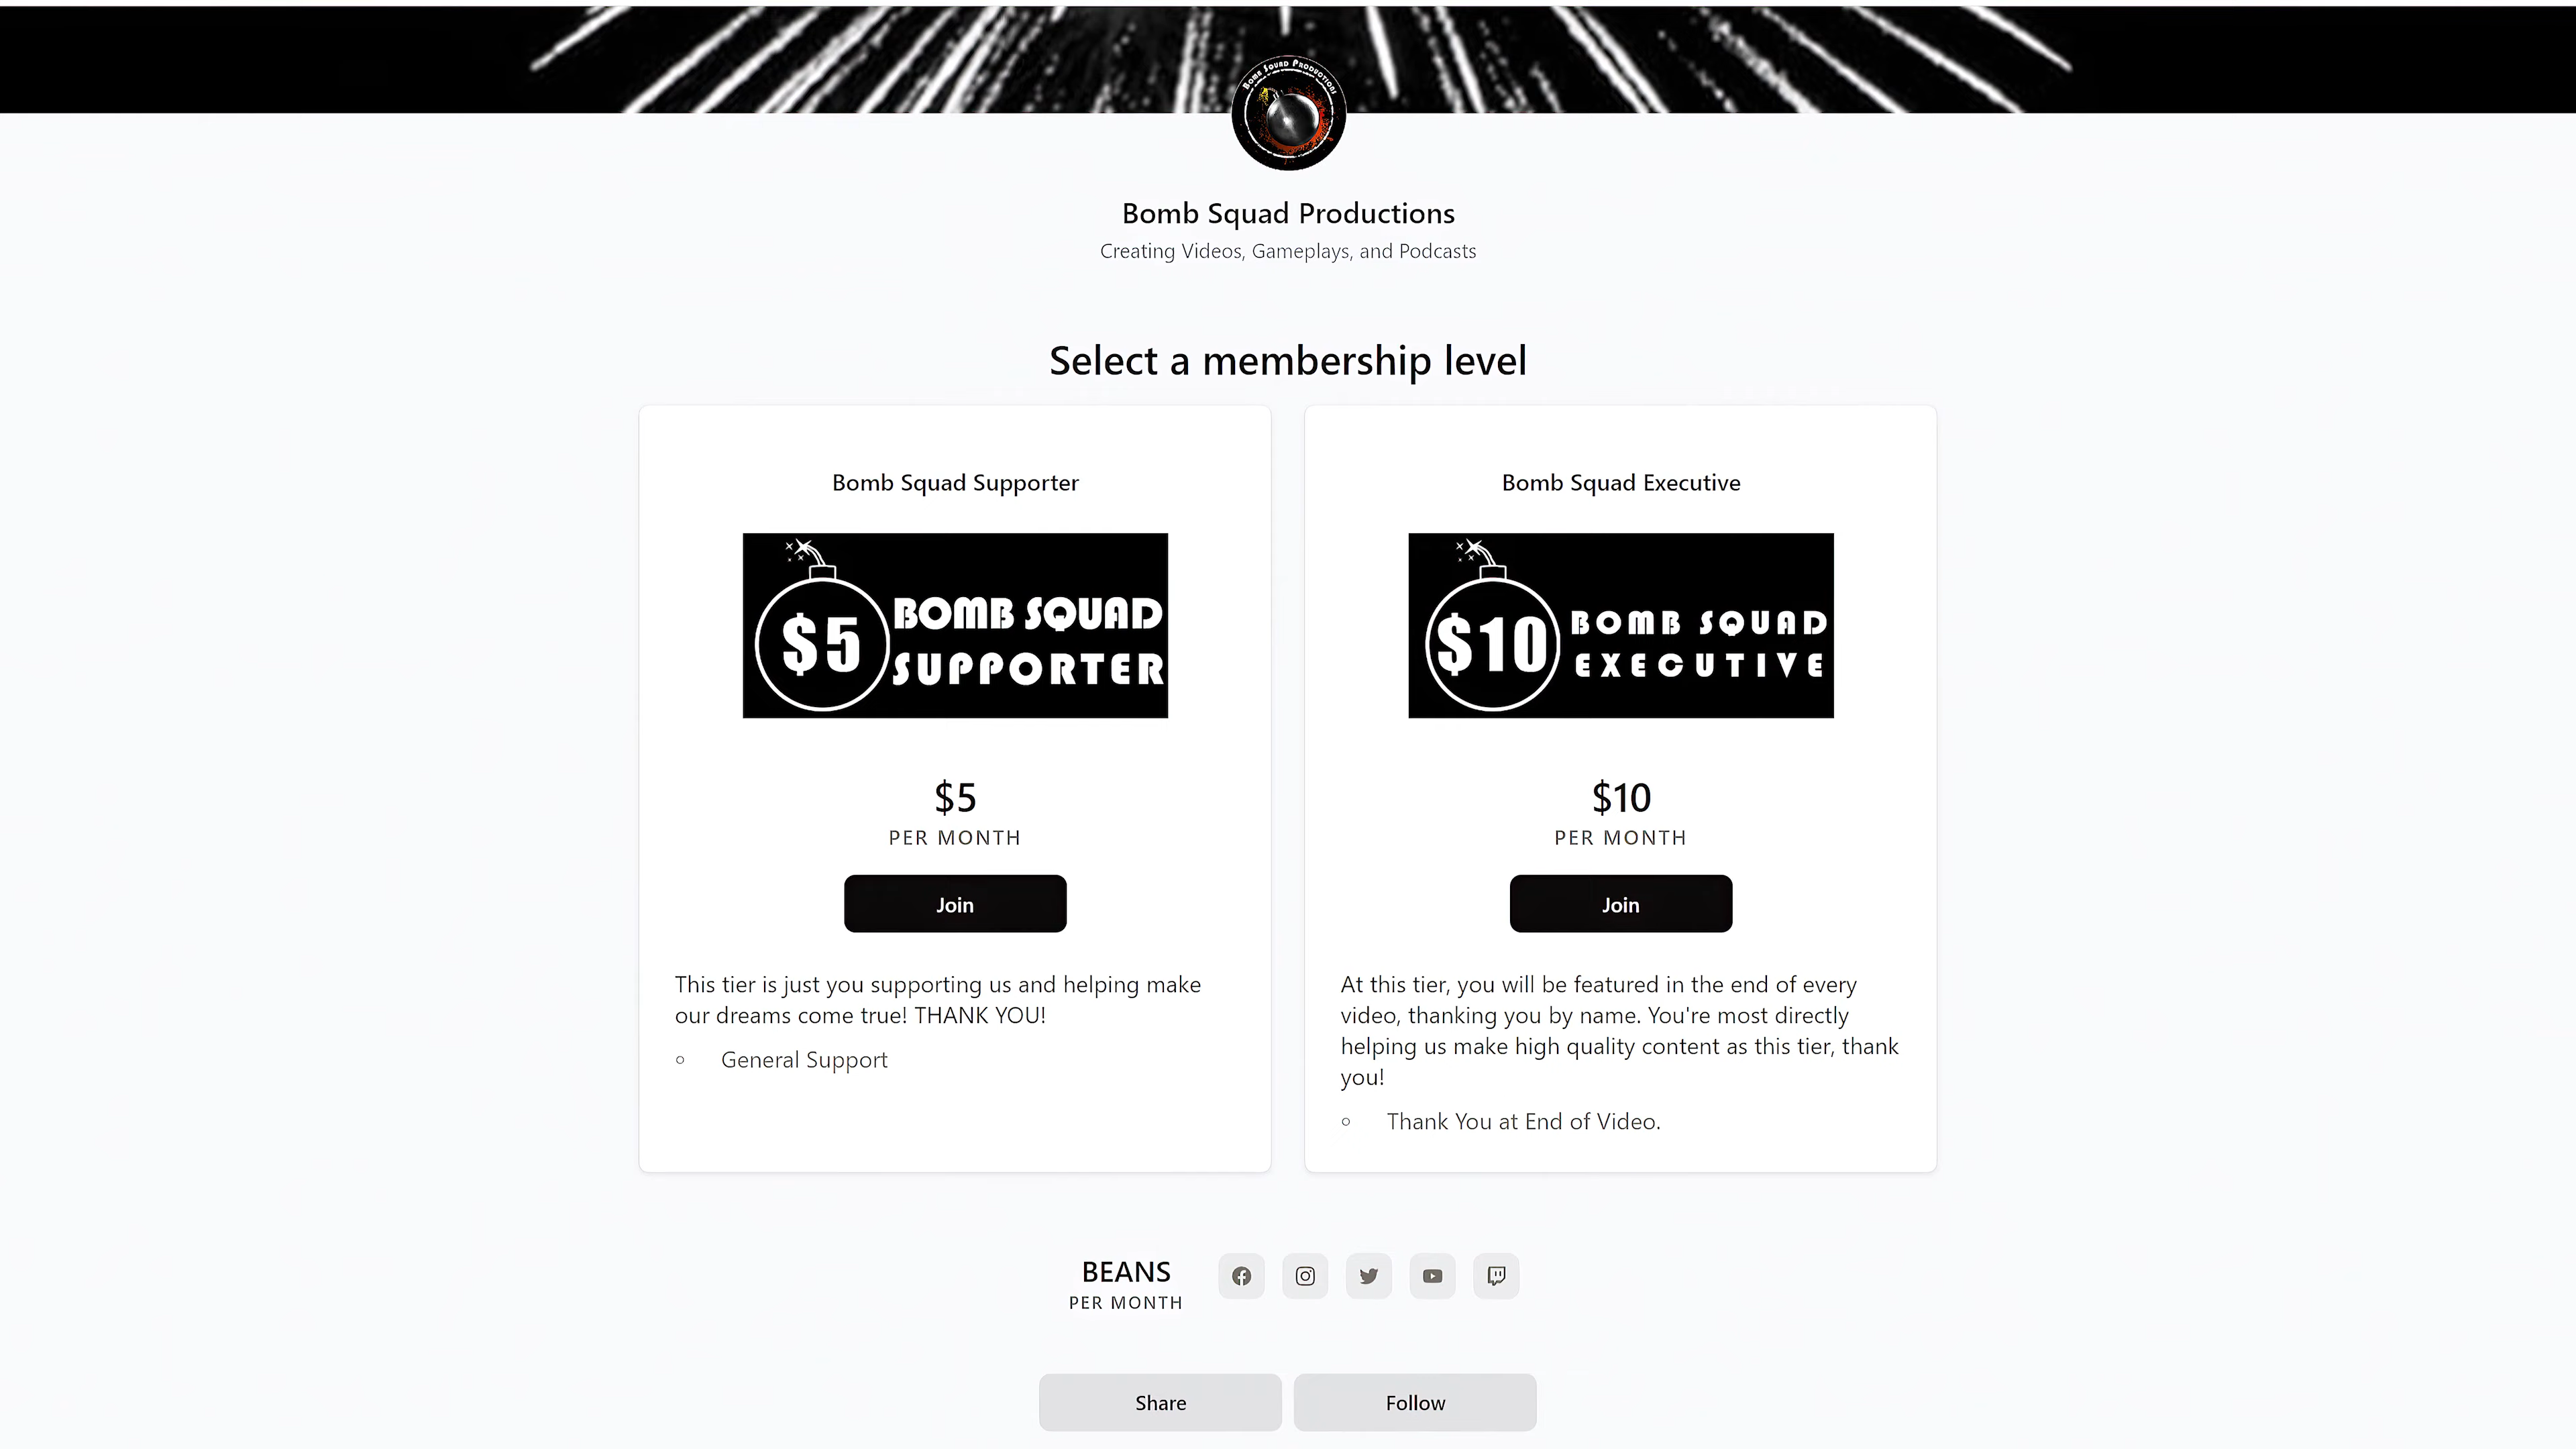 BOMB SQUAD PRODUCTIONS
Bomb Squad Productions
Creating Videos, Gameplays, and Podcasts
Select a membership level
Bomb Squad Supporter
$5
BOMB SQUAD
SUPPORTER
$5
PER MONTH
Join
This tier is just you supporting us and helping make
our dreams come true! THANK YOU!
General Support
Bomb Squad Executive
$10
BOMB SQUAD
EXECUTIVE
$10
PER MONTH
Join
At this tier, you will be featured in the end of every
video, thanking you by name. You're most directly
helping us make high quality content as this tier, thank
you!
Thank You at End of Video.
BEANS
PER MONTH
Share
Follow